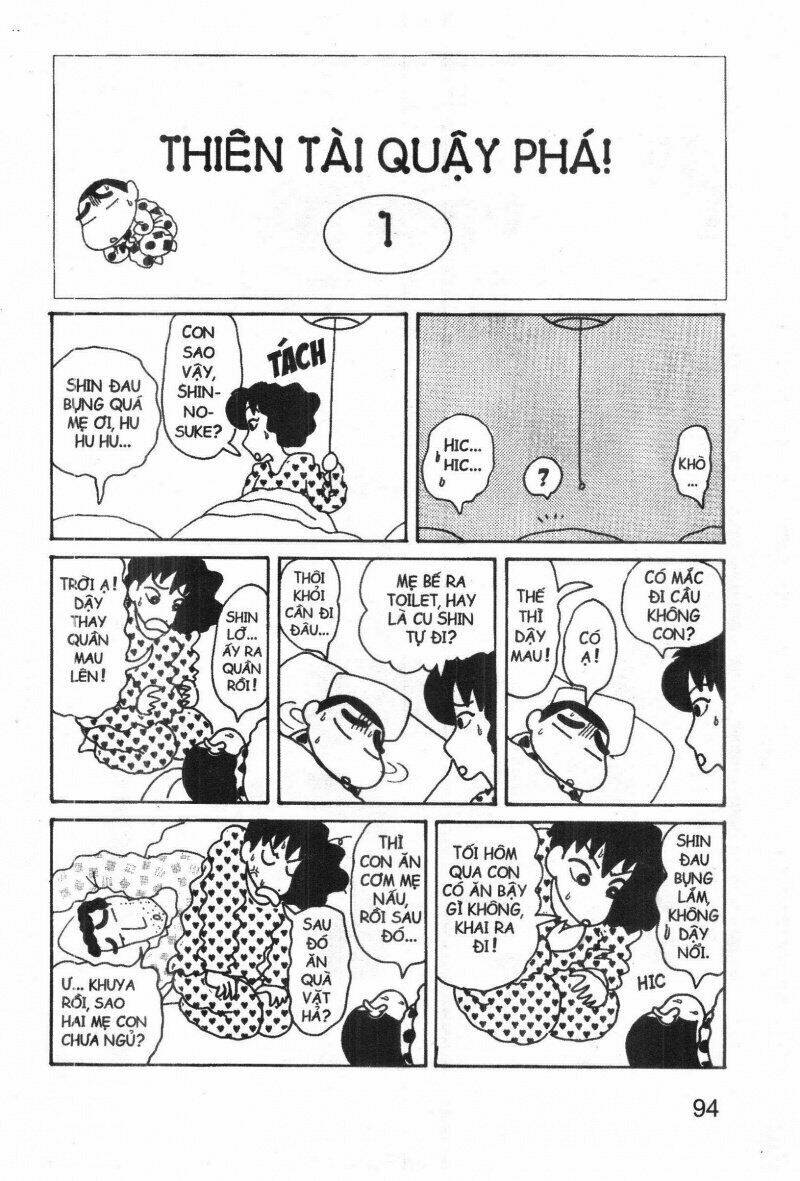 THIÊN TÀI QUẬY PHÁ!
1
HIC...
HIC...
?
KHÒ
...
CON
SAO
VẬY,
SHIN-
NO-
SUKE?
TÁCH
SHIN ĐAU
BỤNG QUÁ
MẸ ƠI, HU
HU HU...
CÓ MẮC
ĐI CẦU
KHÔNG
CON?
CÓ
Ạ!
THẾ
THÌ
DẬY
MAU!
MẸ BẾ RA
TOILET, HAY
LÀ CU SHIN
TỰ ĐI?
THÔI
KHỎI
CẦN ĐI
ĐÂU...
SHIN
LỠ...
ẤY RA
QUẦN
RỒI!
TRỜI Ạ!
DẬY
THAY
QUẦN
MAU
LÊN!
SHIN
ĐAU
BỤNG
LẮM,
KHÔNG
DẬY
NỔI.
HIC
TỐI HÔM
QUA CON
CÓ ĂN BẬY
GÌ KHÔNG,
KHAI RA
ĐI!
THÌ
CON ĂN
CƠM MẸ
NẤU,
RỒI SAU
ĐÓ...
SAU
ĐÓ
ĂN
QUÀ
VẶT
HẢ?
Ư... KHUYA
RỒI, SAO
HAI MẸ CON
CHƯA NGỦ?
94